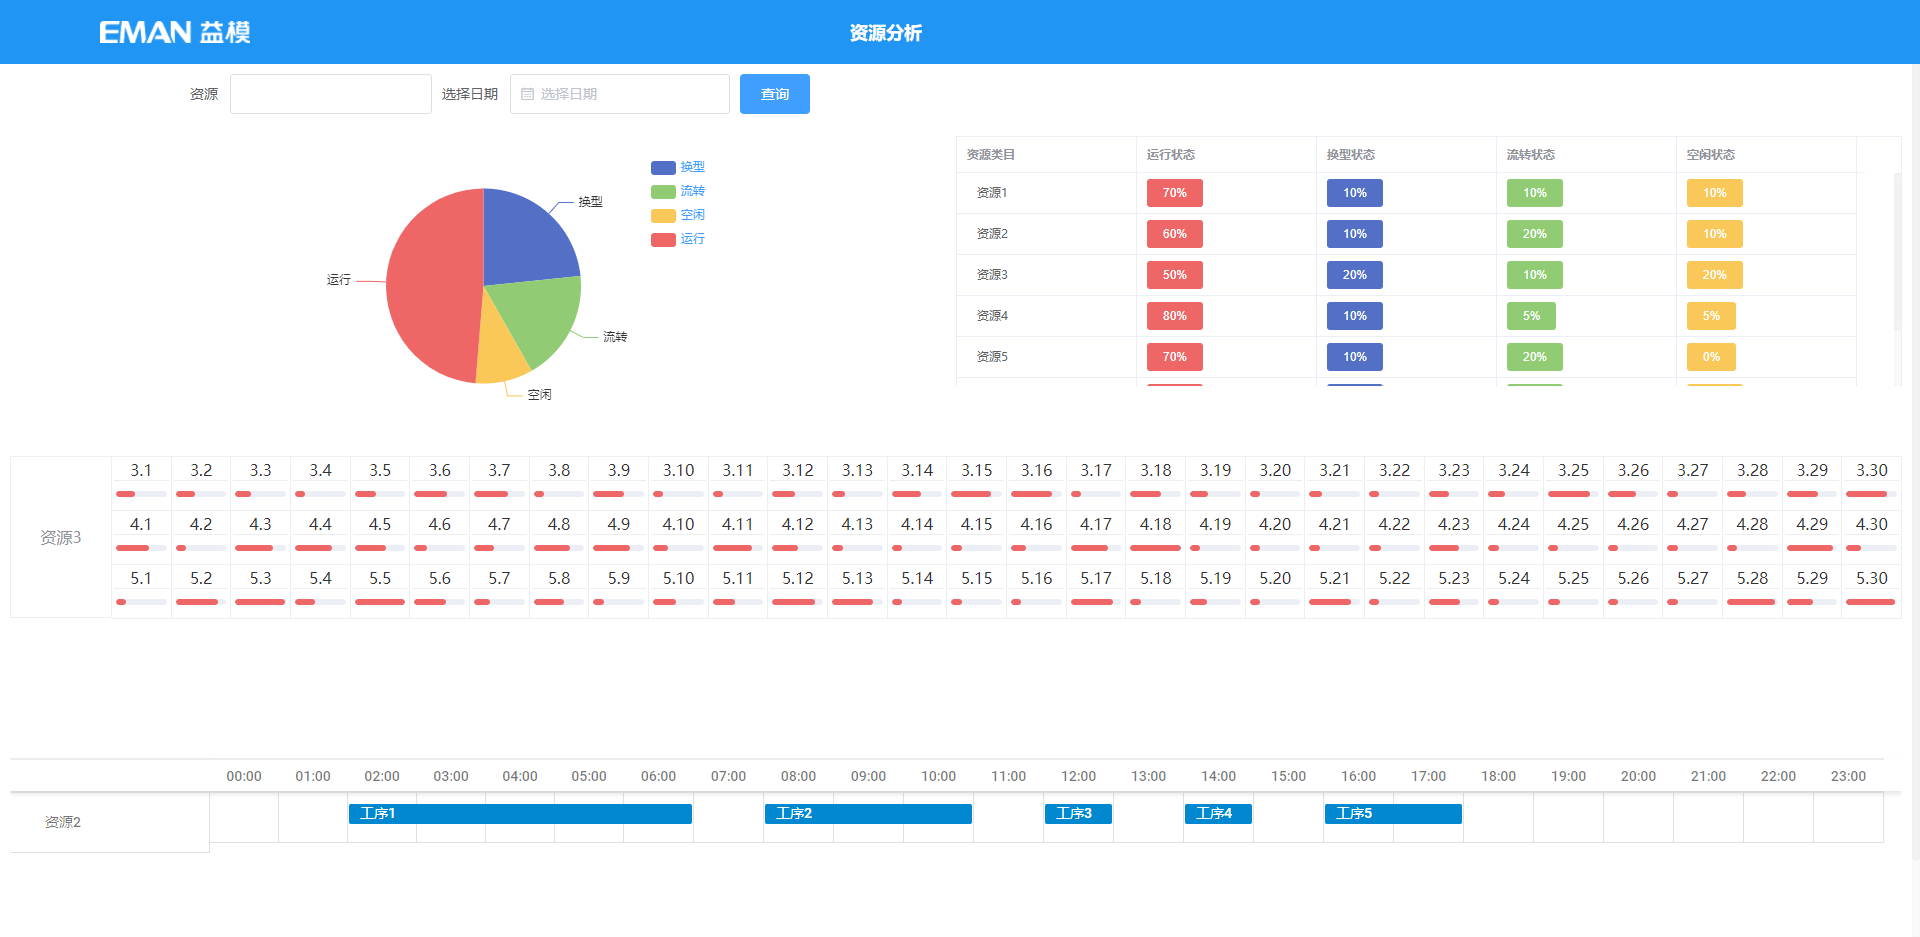 EMAN 益模
资源分析
资源 选择日期 选择日期 查询
换型
流转
空闲
运行
换型
运行
流转
空闲
资源类目 运行状态 换型状态 流转状态 空闲状态
资源1 70% 10% 10% 10%
资源2 60% 10% 20% 10%
资源3 50% 20% 10% 20%
资源4 80% 10% 5% 5%
资源5 70% 10% 20% 0%
3.1 3.2 3.3 3.4 3.5 3.6 3.7 3.8 3.9 3.10 3.11 3.12 3.13 3.14 3.15 3.16 3.17 3.18 3.19 3.20 3.21 3.22 3.23 3.24 3.25 3.26 3.27 3.28 3.29 3.30
资源3
4.1 4.2 4.3 4.4 4.5 4.6 4.7 4.8 4.9 4.10 4.11 4.12 4.13 4.14 4.15 4.16 4.17 4.18 4.19 4.20 4.21 4.22 4.23 4.24 4.25 4.26 4.27 4.28 4.29 4.30
5.1 5.2 5.3 5.4 5.5 5.6 5.7 5.8 5.9 5.10 5.11 5.12 5.13 5.14 5.15 5.16 5.17 5.18 5.19 5.20 5.21 5.22 5.23 5.24 5.25 5.26 5.27 5.28 5.29 5.30
00:00 01:00 02:00 03:00 04:00 05:00 06:00 07:00 08:00 09:00 10:00 11:00 12:00 13:00 14:00 15:00 16:00 17:00 18:00 19:00 20:00 21:00 22:00 23:00
资源2 工序1 工序2 工序3 工序4 工序5